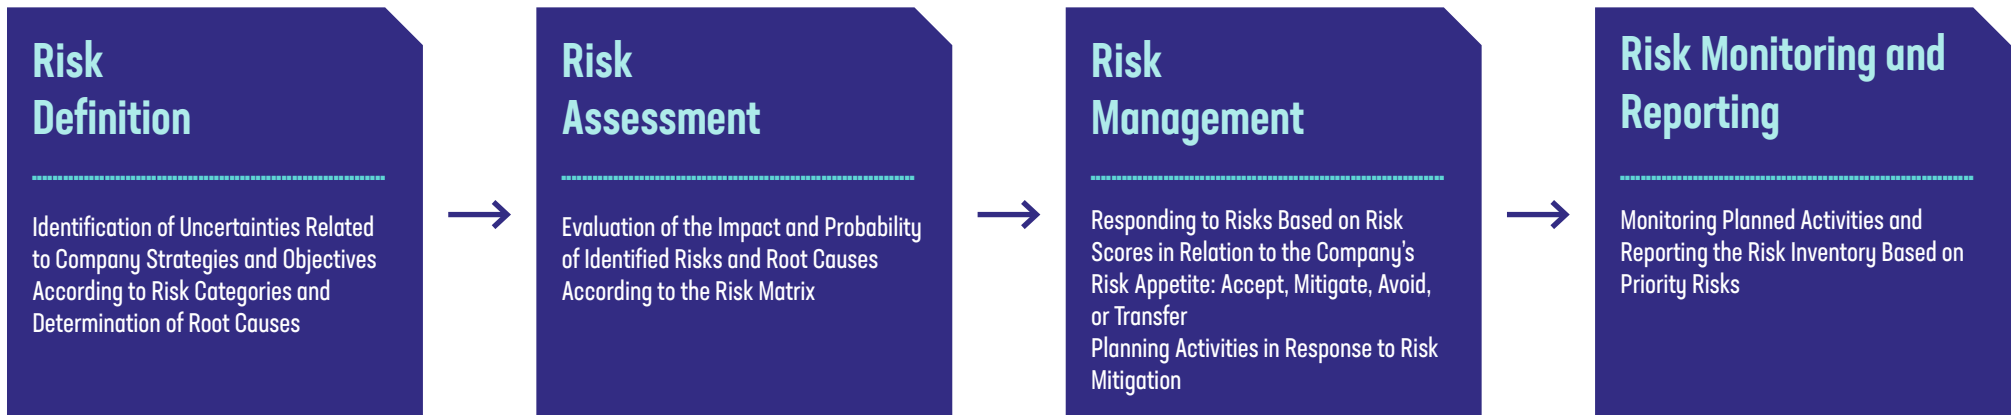 Risk
Definition
Identification of Uncertainties Related
to Company Strategies and Objectives
According to Risk Categories and
Determination of Root Causes
Risk
Assessment
Evaluation of the Impact and Probability
of Identified Risks and Root Causes
According to the Risk Matrix
Risk
Management
Responding to Risks Based on Risk
Scores in Relation to the Company’s
Risk Appetite: Accept, Mitigate, Avoid,
or Transfer
Planning Activities in Response to Risk
Mitigation
Risk Monitoring and
Reporting
Monitoring Planned Activities and
Reporting the Risk Inventory Based on
Priority Risks